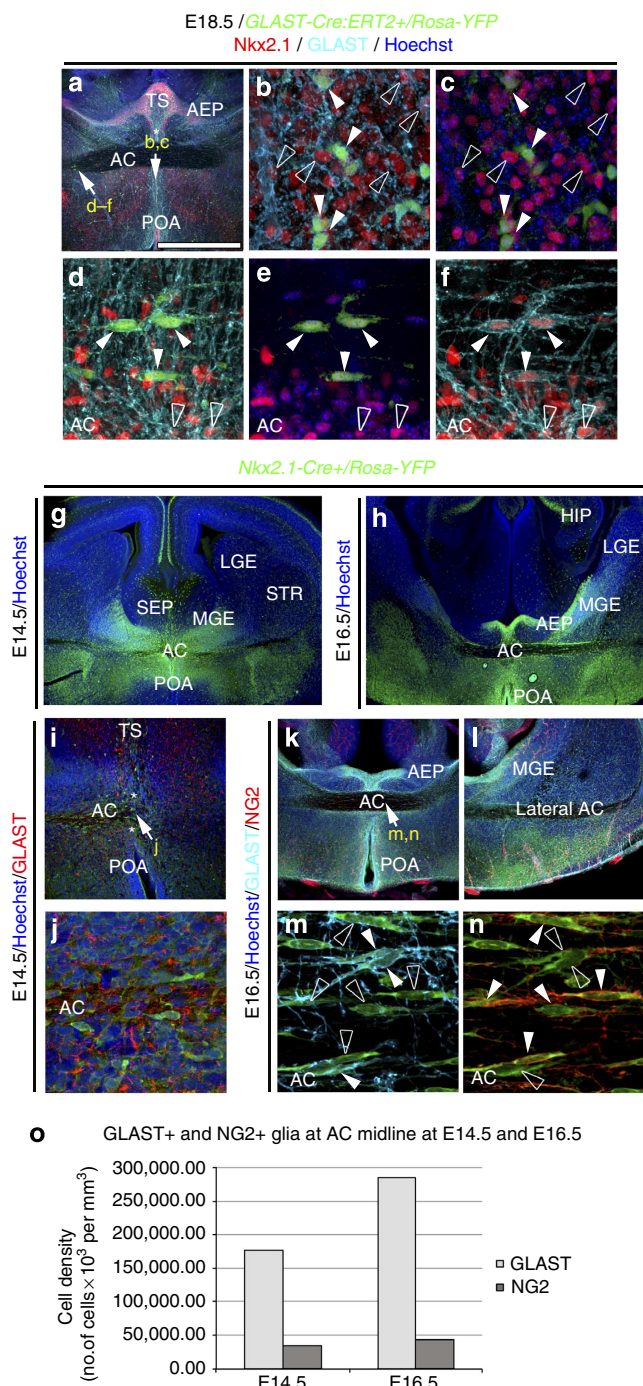 E18.5 / GLAST-Cre:ERT2+/Rosa-YFP
Nkx2.1 / GLAST / Hoechst
a
TS
AEP
b,c
AC
d–f
POA
b
c
d
AC
e
f
Nkx2.1-Cre+/Rosa-YFP
E14.5/Hoechst
g
LGE
SEP
MGE
STR
AC
POA
E16.5/Hoechst
h
HIP
LGE
MGE
AEP
AC
POA
E14.5/Hoechst/GLAST
i
TS
AC
j
POA
j
AC
E16.5/Hoechst/GLAST/NG2
k
AEP
AC
m,n
POA
l
MGE
Lateral AC
m
AC
n
AC
o
GLAST+ and NG2+ glia at AC midline at E14.5 and E16.5
Cell density
(no.of cells×10³ per mm³)
300,000.00
250,000.00
200,000.00
150,000.00
100,000.00
50,000.00
0.00
E14.5
E16.5
GLAST
NG2